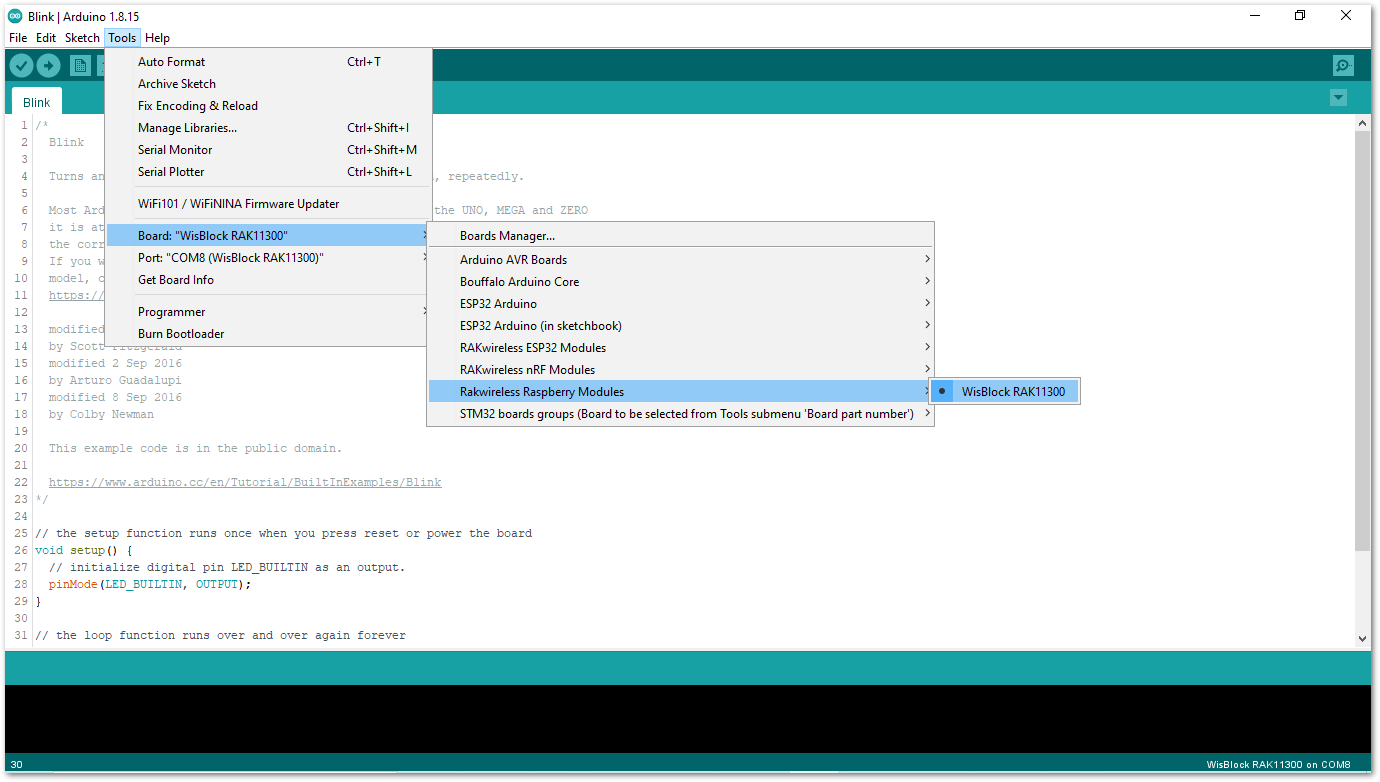 Blink | Arduino 1.8.15
File Edit Sketch Tools Help
Auto Format Ctrl+T
Archive Sketch
Fix Encoding & Reload
Manage Libraries... Ctrl+Shift+I
Serial Monitor Ctrl+Shift+M
Serial Plotter Ctrl+Shift+L
WiFi101 / WiFiNINA Firmware Updater
Board: "WisBlock RAK11300"
Port: "COM8 (WisBlock RAK11300)"
Get Board Info
Programmer
Burn Bootloader
Boards Manager...
Arduino AVR Boards
Bouffalo Arduino Core
ESP32 Arduino
ESP32 Arduino (in sketchbook)
RAKwireless ESP32 Modules
RAKwireless nRF Modules
Rakwireless Raspberry Modules
STM32 boards groups (Board to be selected from Tools submenu 'Board part number')
WisBlock RAK11300
Blink
1 /*
2 Blink
3
4 Turns an , repeatedly.
5
6 Most Ard the UNO, MEGA and ZERO
7 it is at
8 the corr
9 If you w
10 model, c
11 https://
12
13 modified
14 by Scott Fitzgerald
15 modified 2 Sep 2016
16 by Arturo Guadalupi
17 modified 8 Sep 2016
18 by Colby Newman
19
20 This example code is in the public domain.
21
22 https://www.arduino.cc/en/Tutorial/BuiltInExamples/Blink
23 */
24
25 // the setup function runs once when you press reset or power the board
26 void setup() {
27 // initialize digital pin LED_BUILTIN as an output.
28 pinMode(LED_BUILTIN, OUTPUT);
29 }
30
31 // the loop function runs over and over again forever
30 WisBlock RAK11300 on COM8